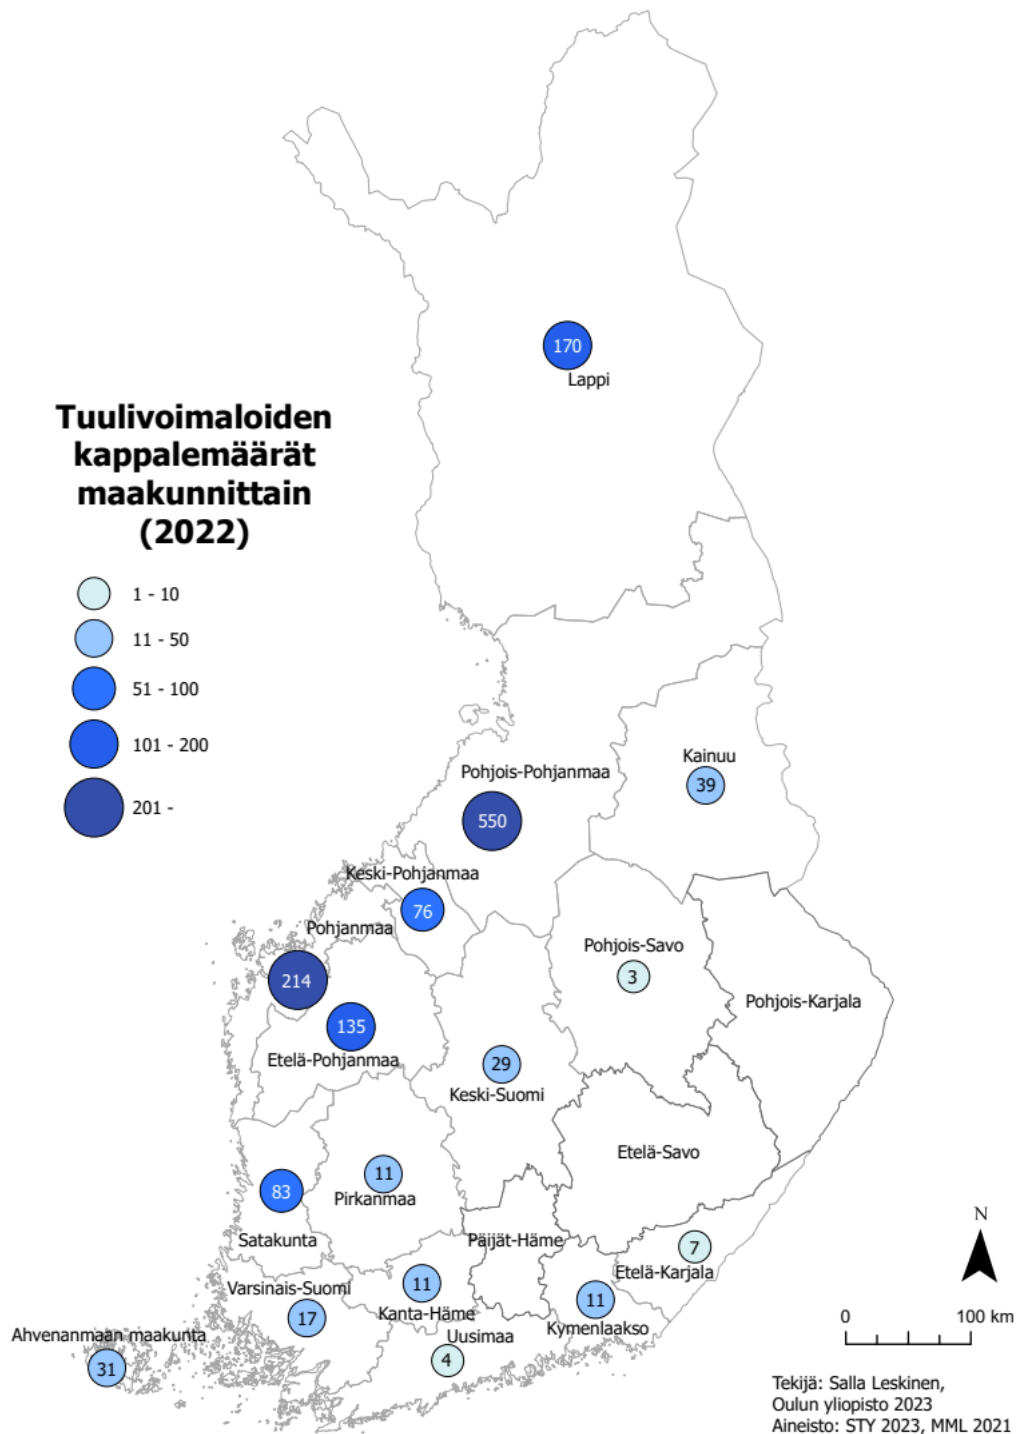 170
Lappi
Tuulivoimaloiden
kappalemäärät
maakunnittain
(2022)
1 - 10
11 - 50
51 - 100
101 - 200
201 -
Kainuu
39
Pohjois-Pohjanmaa
550
Keski-Pohjanmaa
76
Pohjanmaa
214
Pohjois-Savo
3
Pohjois-Karjala
135
Etelä-Pohjanmaa
29
Keski-Suomi
Etelä-Savo
11
Pirkanmaa
83
Satakunta
Päijät-Häme
7
Etelä-Karjala
Varsinais-Suomi
17
11
Kanta-Häme
11
Kymenlaakso
Uusimaa
4
Ahvenanmaan maakunta
31
N
0 100 km
Tekijä: Salla Leskinen,
Oulun yliopisto 2023
Aineisto: STY 2023, MML 2021